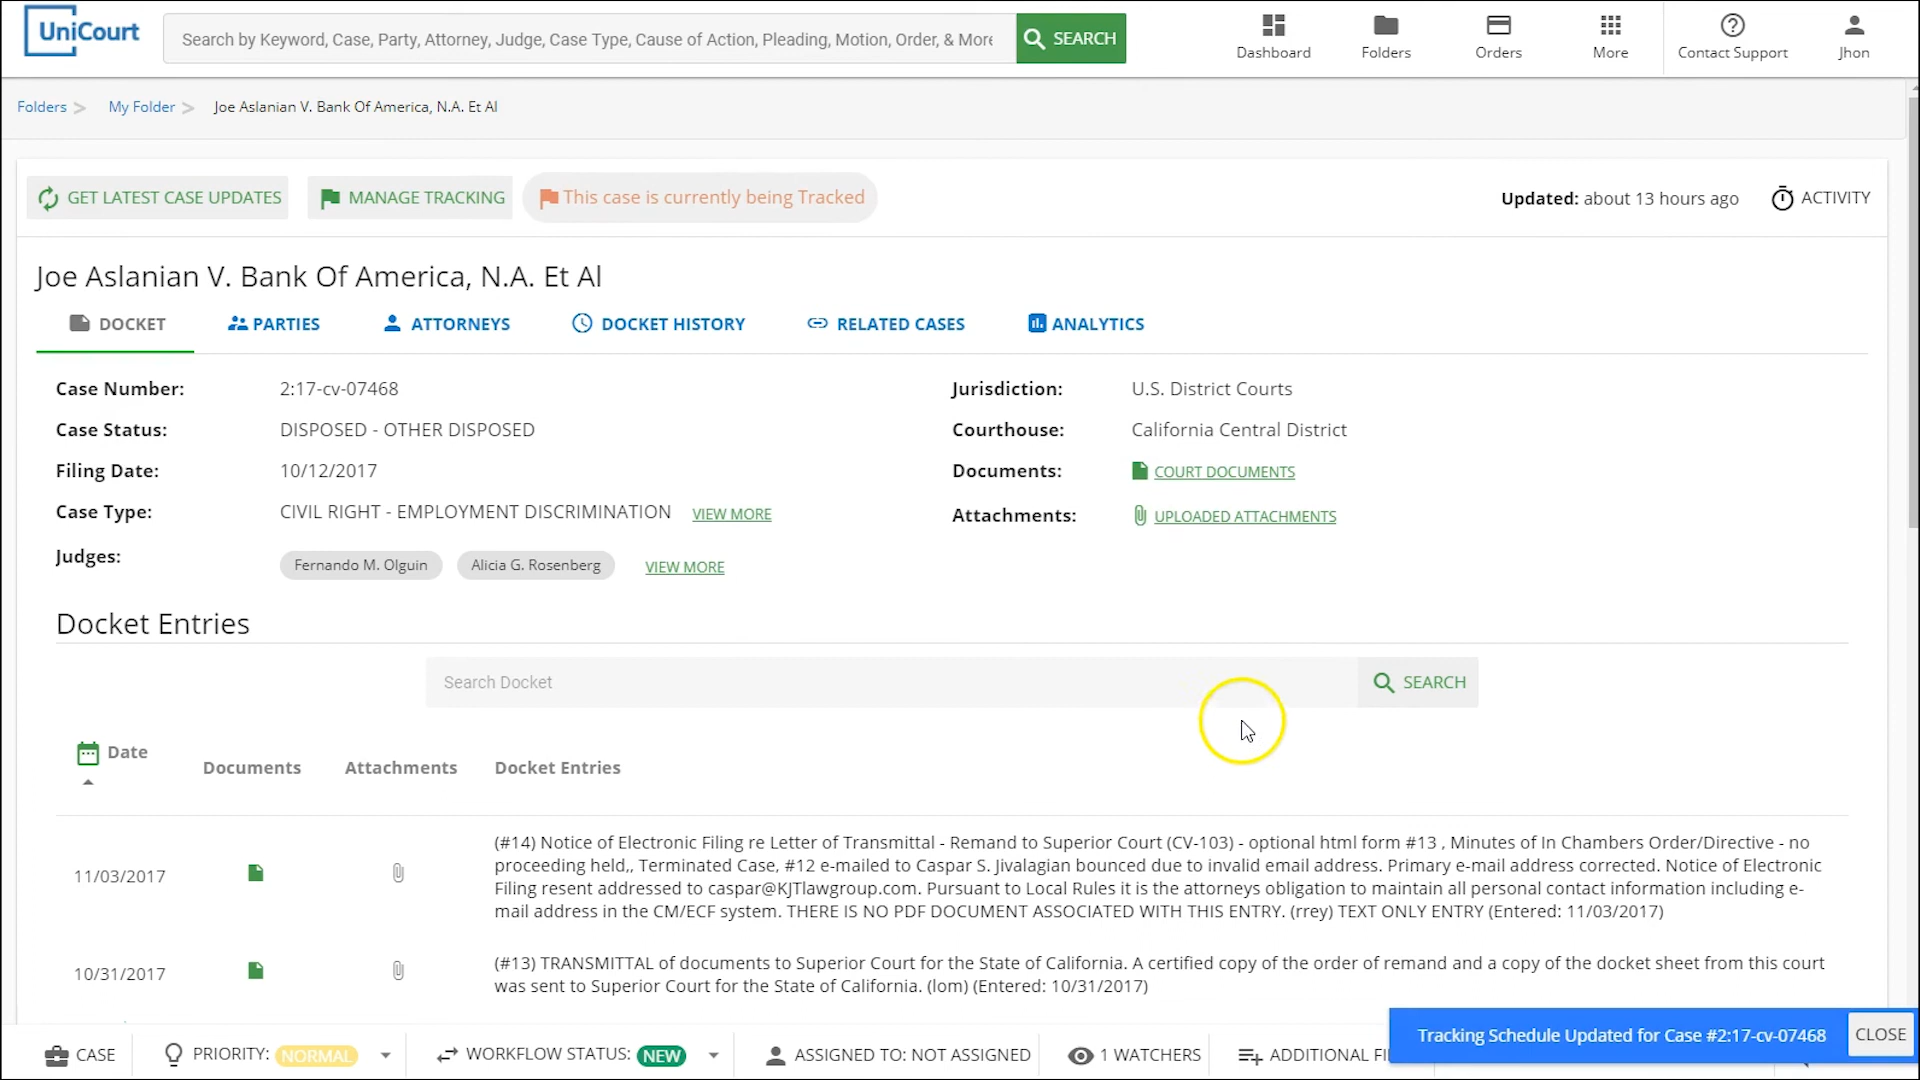 UniCourt
Search by Keyword, Case, Party, Attorney, Judge, Case Type, Cause of Action, Pleading, Motion, Order, & More
SEARCH
Dashboard
Folders
Orders
More
Contact Support
Jhon
Folders > My Folder > Joe Aslanian V. Bank Of America, N.A. Et Al
GET LATEST CASE UPDATES
MANAGE TRACKING
This case is currently being Tracked
Updated: about 13 hours ago
ACTIVITY
Joe Aslanian V. Bank Of America, N.A. Et Al
DOCKET
PARTIES
ATTORNEYS
DOCKET HISTORY
RELATED CASES
ANALYTICS
Case Number: 2:17-cv-07468
Case Status: DISPOSED - OTHER DISPOSED
Filing Date: 10/12/2017
Case Type: CIVIL RIGHT - EMPLOYMENT DISCRIMINATION VIEW MORE
Judges: Fernando M. Olguin Alicia G. Rosenberg VIEW MORE
Jurisdiction: U.S. District Courts
Courthouse: California Central District
Documents: COURT DOCUMENTS
Attachments: UPLOADED ATTACHMENTS
Docket Entries
Search Docket
SEARCH
Date
Documents
Attachments
Docket Entries
11/03/2017
(#14) Notice of Electronic Filing re Letter of Transmittal - Remand to Superior Court (CV-103) - optional html form #13 , Minutes of In Chambers Order/Directive - no
proceeding held,, Terminated Case, #12 e-mailed to Caspar S. Jivalagian bounced due to invalid email address. Primary e-mail address corrected. Notice of Electronic
Filing resent addressed to caspar@KJTlawgroup.com. Pursuant to Local Rules it is the attorneys obligation to maintain all personal contact information including e-
mail address in the CM/ECF system. THERE IS NO PDF DOCUMENT ASSOCIATED WITH THIS ENTRY. (rrey) TEXT ONLY ENTRY (Entered: 11/03/2017)
10/31/2017
(#13) TRANSMITTAL of documents to Superior Court for the State of California. A certified copy of the order of remand and a copy of the docket sheet from this court
was sent to Superior Court for the State of California. (lom) (Entered: 10/31/2017)
CASE
PRIORITY: NORMAL
WORKFLOW STATUS: NEW
ASSIGNED TO: NOT ASSIGNED
1 WATCHERS
ADDITIONAL
Tracking Schedule Updated for Case #2:17-cv-07468
CLOSE